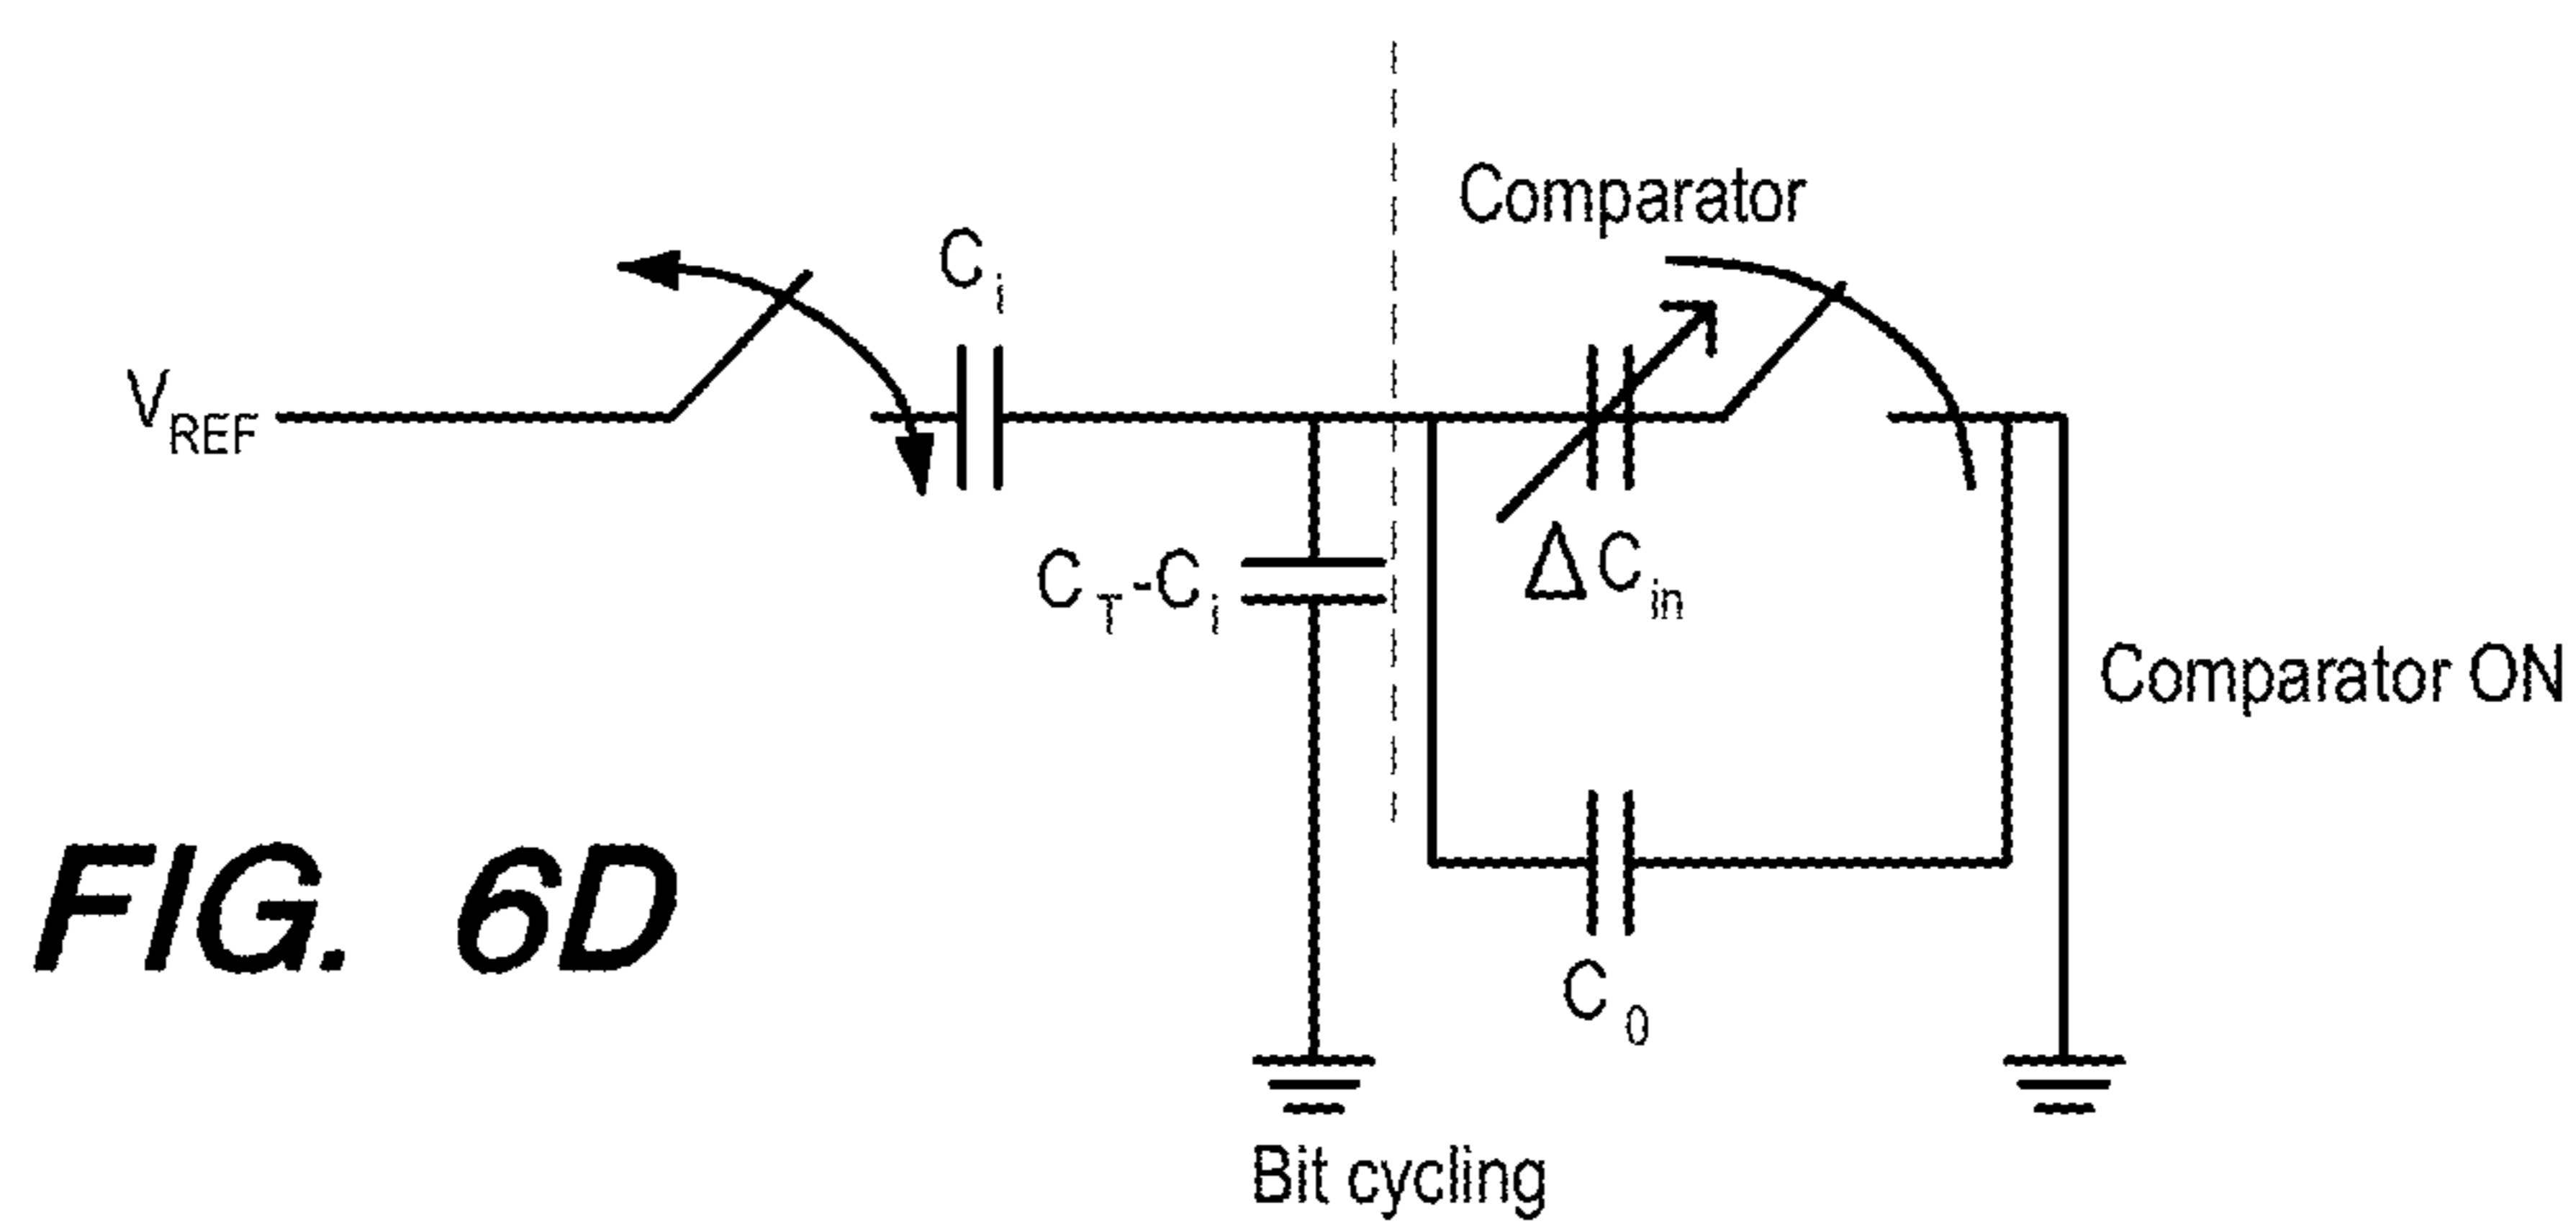 Comparator
C_i
V_REF
C_T-C_i
ΔC_in
Comparator ON
C_0
FIG. 6D
Bit cycling